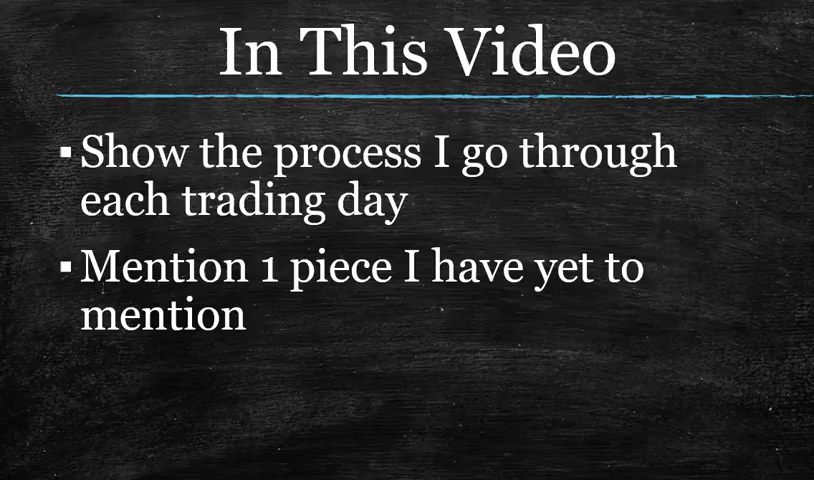 In This Video
▪ Show the process I go through
each trading day
▪ Mention 1 piece I have yet to
mention